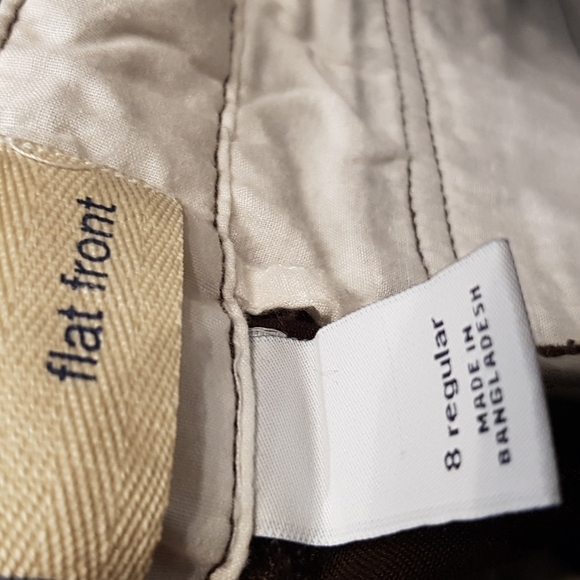 flat front
8 regular
MADE IN
BANGLADESH